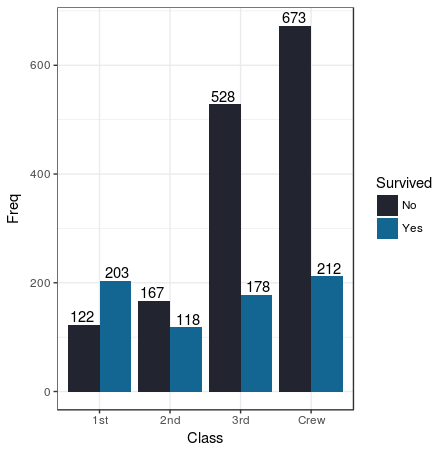 673
528
203
212
178
167
122
118
600
400
200
0
1st
2nd
3rd
Crew
Class
Freq
Survived
No
Yes